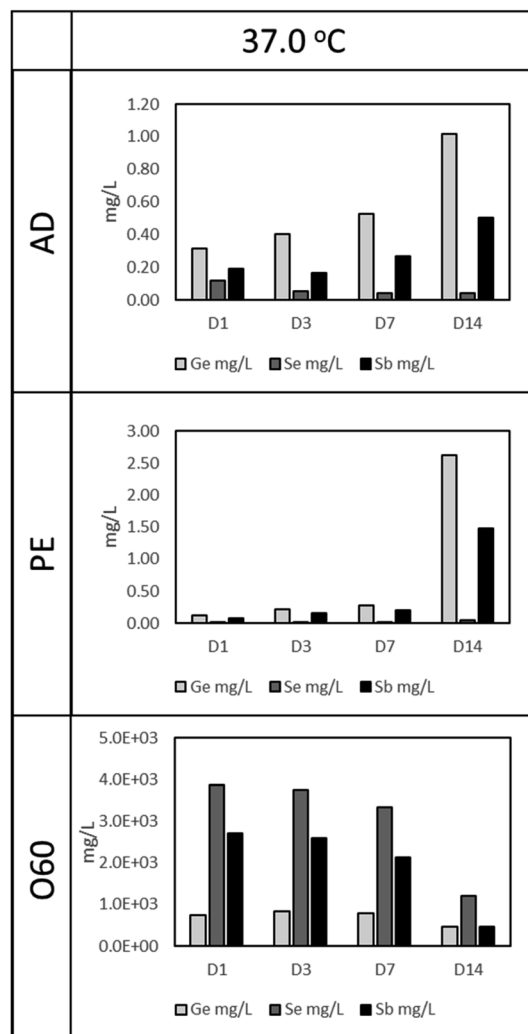 37.0 ºC
AD
mg/L
1.20
1.00
0.80
0.60
0.40
0.20
0.00
D1 D3 D7 D14
Ge mg/L Se mg/L Sb mg/L
PE
mg/L
3.00
2.50
2.00
1.50
1.00
0.50
0.00
D1 D3 D7 D14
Ge mg/L Se mg/L Sb mg/L
O60
mg/L
5.0E+03
4.0E+03
3.0E+03
2.0E+03
1.0E+03
0.0E+00
D1 D3 D7 D14
Ge mg/L Se mg/L Sb mg/L